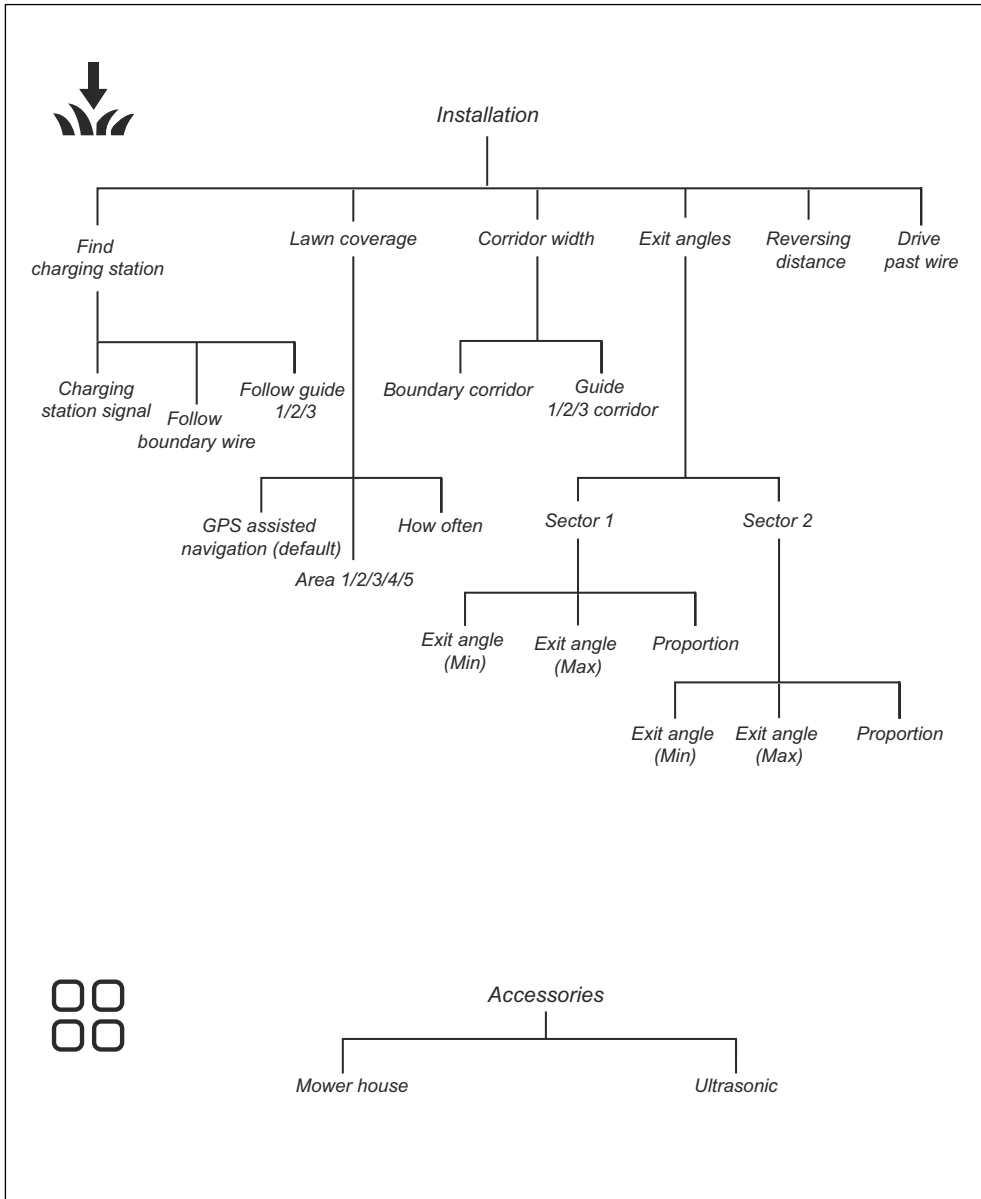 Installation
Find
charging station
Lawn coverage
Corridor width
Exit angles
Reversing
distance
Drive
past wire
Charging
station signal
Follow
boundary wire
Follow guide
1/2/3
Boundary corridor
Guide
1/2/3 corridor
GPS assisted
navigation (default)
Area 1/2/3/4/5
How often
Sector 1
Sector 2
Exit angle
(Min)
Exit angle
(Max)
Proportion
Exit angle
(Min)
Exit angle
(Max)
Proportion
Accessories
Mower house
Ultrasonic